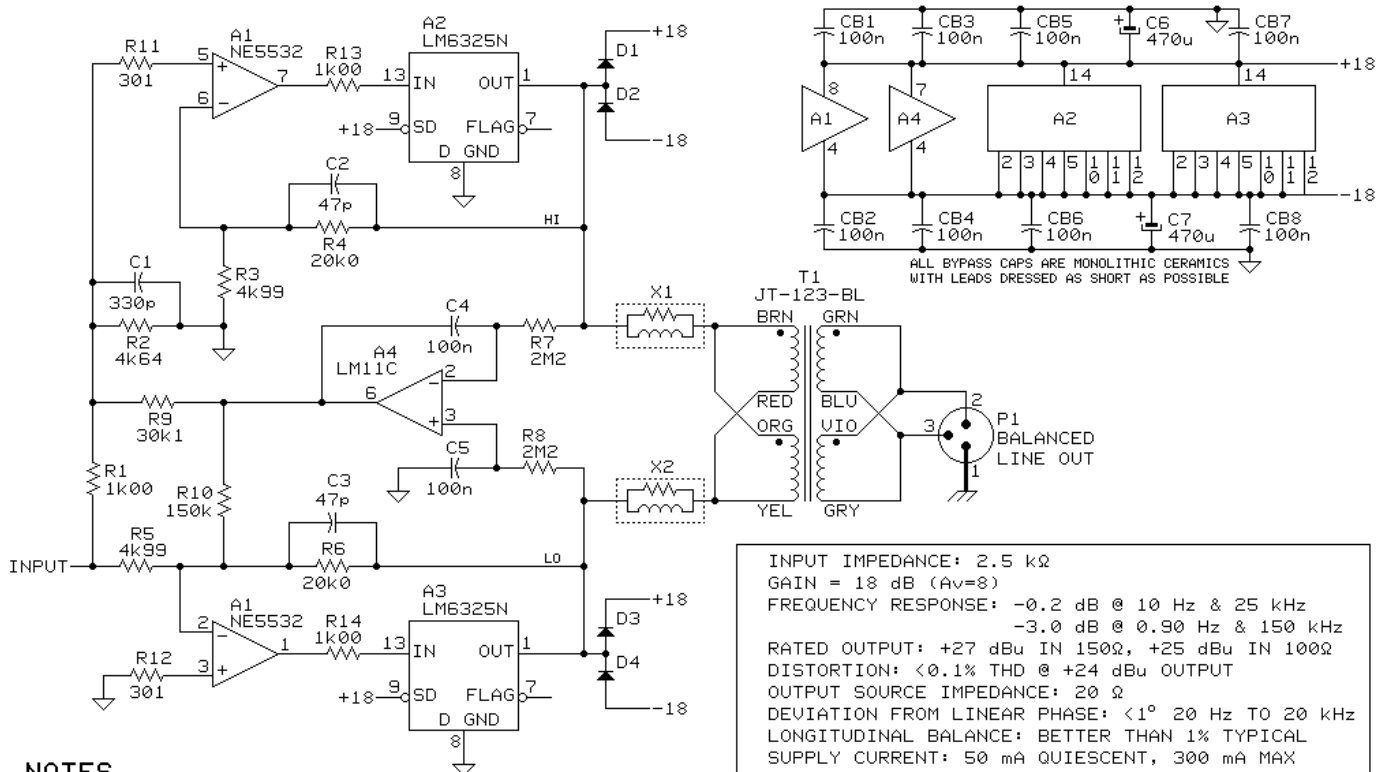 A1
NE5532
R11
301
5
+
6
-
7
R13
1k00
A2
LM6325N
13
IN
OUT
1
+18
9
SD
FLAG
7
D GND
8
+18
D1
D2
-18
C2
47p
R4
20k0
HI
R3
4k99
C1
330p
R2
4k64
C4
100n
R7
2M2
A4
LM11C
6
2
-
3
+
R9
30k1
R8
2M2
C5
100n
R1
1k00
R10
150k
C3
47p
R5
4k99
INPUT
R6
20k0
LO
A1
NE5532
2
-
3
+
1
R12
301
R14
1k00
A3
LM6325N
13
IN
OUT
1
+18
9
SD
FLAG
7
D GND
8
+18
D3
D4
-18
X1
X2
T1
JT-123-BL
BRN
GRN
RED
BLU
ORG
VIO
YEL
GRY
2
3
1
P1
BALANCED
LINE OUT
CB1
100n
CB3
100n
CB5
100n
+
C6
470u
CB7
100n
+18
8
A1
4
7
A4
4
14
A2
2
3
4
5
10
11
12
14
A3
2
3
4
5
10
11
12
-18
CB2
100n
CB4
100n
CB6
100n
+
C7
470u
CB8
100n
ALL BYPASS CAPS ARE MONOLITHIC CERAMICS
WITH LEADS DRESSED AS SHORT AS POSSIBLE
INPUT IMPEDANCE: 2.5 kΩ
GAIN = 18 dB (Av=8)
FREQUENCY RESPONSE: -0.2 dB @ 10 Hz & 25 kHz
-3.0 dB @ 0.90 Hz & 150 kHz
RATED OUTPUT: +27 dBu IN 150Ω, +25 dBu IN 100Ω
DISTORTION: <0.1% THD @ +24 dBu OUTPUT
OUTPUT SOURCE IMPEDANCE: 20 Ω
DEVIATION FROM LINEAR PHASE: <1° 20 Hz TO 20 kHz
LONGITUDINAL BALANCE: BETTER THAN 1% TYPICAL
SUPPLY CURRENT: 50 mA QUIESCENT, 300 mA MAX
NOTES